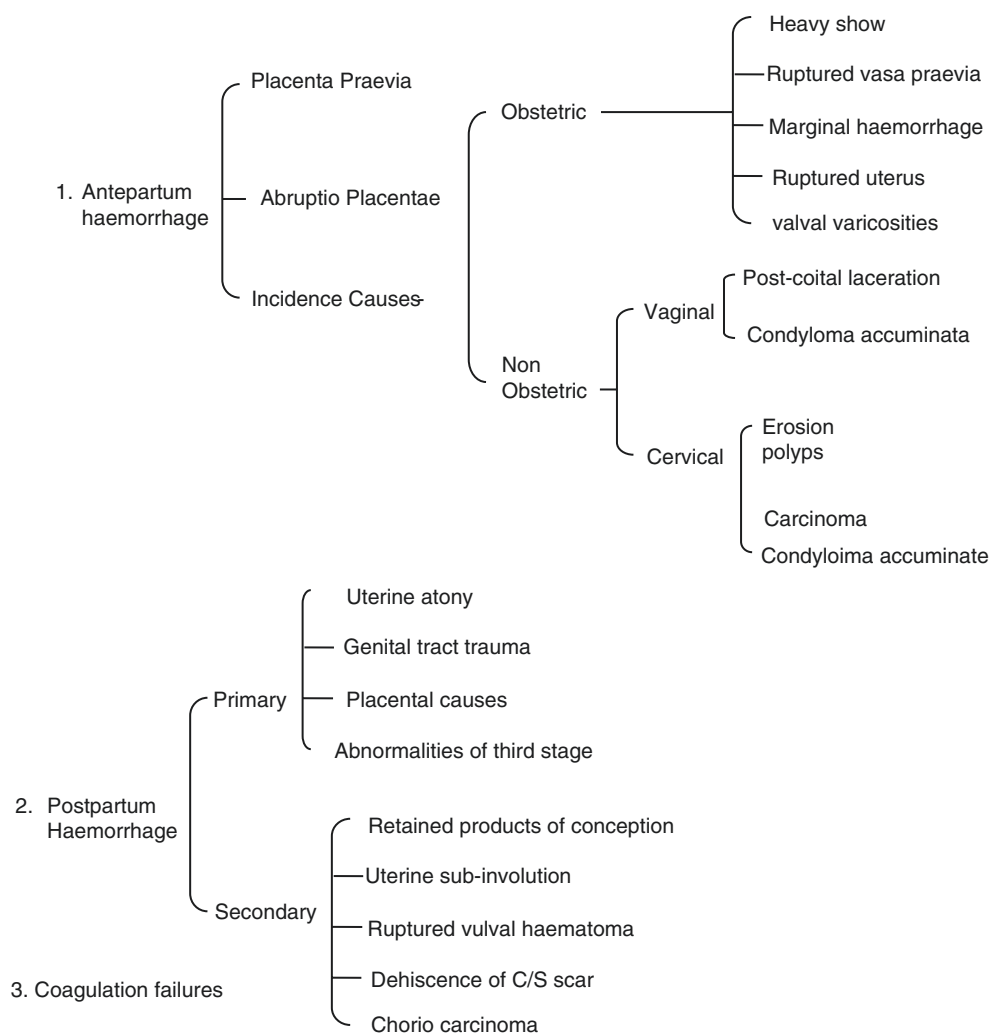 1. Antepartum
haemorrhage
Placenta Praevia
Abruptio Placentae
Incidence Causes
Obstetric
Heavy show
Ruptured vasa praevia
Marginal haemorrhage
Ruptured uterus
valval varicosities
Non
Obstetric
Vaginal
Post-coital laceration
Condyloma accuminata
Cervical
Erosion
polyps
Carcinoma
Condyloima accuminate
2. Postpartum
Haemorrhage
Primary
Uterine atony
Genital tract trauma
Placental causes
Abnormalities of third stage
Secondary
Retained products of conception
Uterine sub-involution
Ruptured vulval haematoma
Dehiscence of C/S scar
Chorio carcinoma
3. Coagulation failures